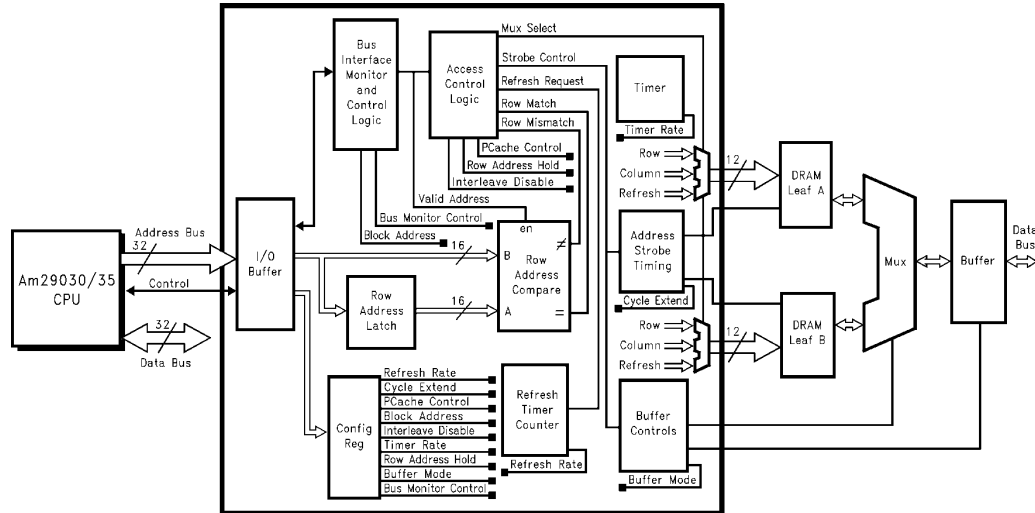 Am29030/35
CPU
Address Bus
32
Control
32
Data Bus
I/O
Buffer
Bus
Interface
Monitor
and
Control
Logic
Access
Control
Logic
Mux Select
Strobe Control
Refresh Request
Row Match
Row Mismatch
PCache Control
Row Address Hold
Interleave Disable
Valid Address
Bus Monitor Control
Block Address
en
B
≠
16
Row
Address
Compare
A
=
16
Row
Address
Latch
Config
Reg
Refresh Rate
Cycle Extend
PCache Control
Block Address
Interleave Disable
Timer Rate
Row Address Hold
Buffer Mode
Bus Monitor Control
Refresh
Timer
Counter
Refresh Rate
Timer
Timer Rate
Row
Column
Refresh
12
Address
Strobe
Timing
Cycle Extend
Row
Column
Refresh
12
Buffer
Controls
Buffer Mode
DRAM
Leaf A
DRAM
Leaf B
Mux
Buffer
Data
Bus